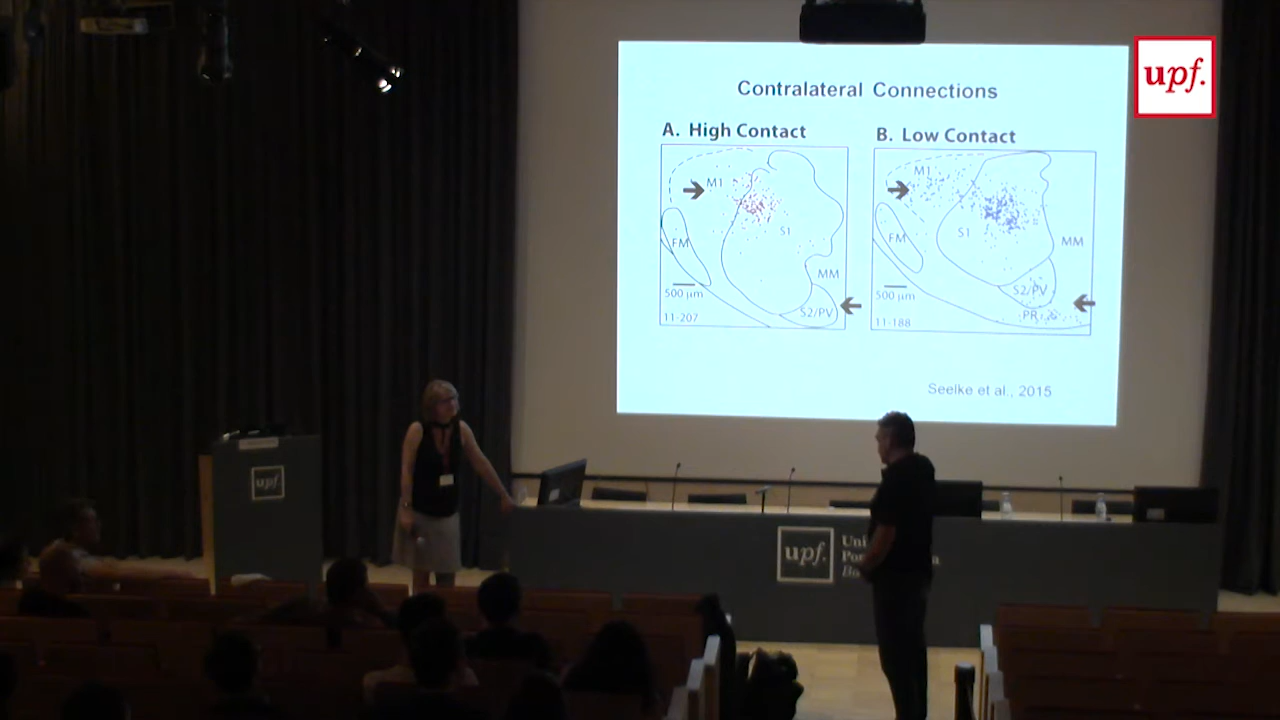 upf.
Contralateral Connections
A. High Contact
B. Low Contact
M1
S1
FM
MM
500 µm
S2/PV
11-207
M1
S1
FM
MM
500 µm
S2/PV
PR
11-188
Seelke et al., 2015
upf.
upf.